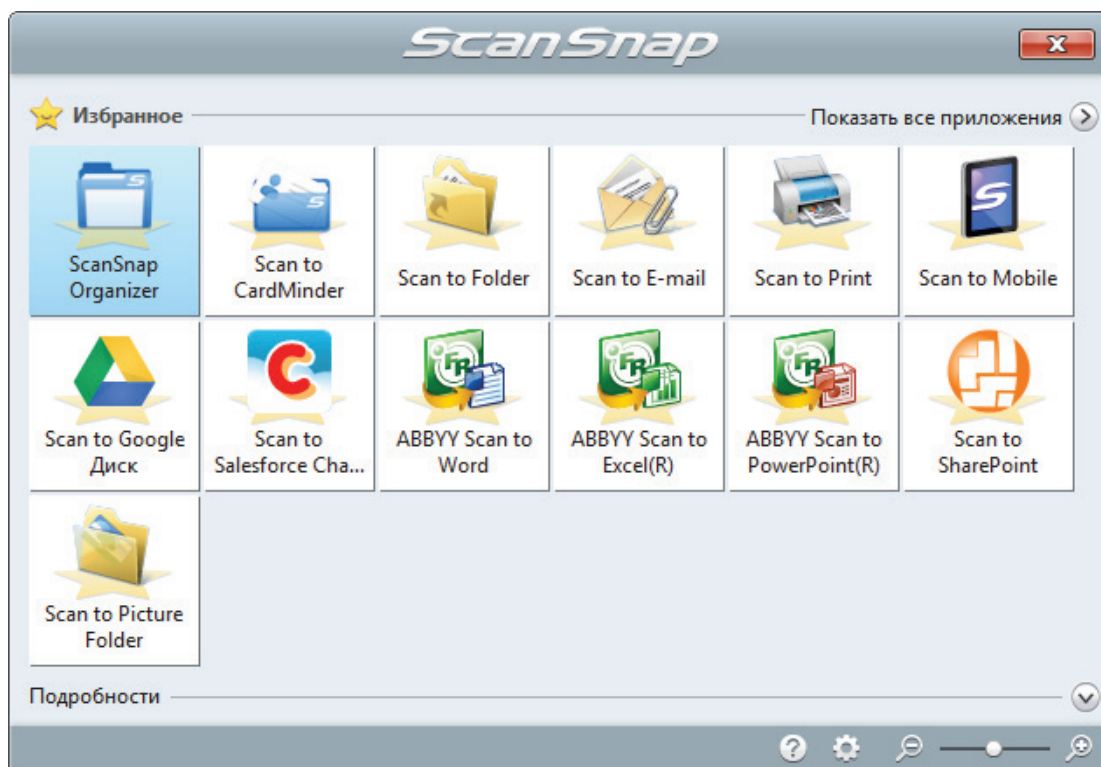 ScanSnap
Избранное
Показать все приложения
ScanSnap
Organizer
Scan to
CardMinder
Scan to Folder
Scan to E-mail
Scan to Print
Scan to Mobile
Scan to Google
Диск
Scan to
Salesforce Cha...
ABBYY Scan to
Word
ABBYY Scan to
Excel(R)
ABBYY Scan to
PowerPoint(R)
Scan to
SharePoint
Scan to Picture
Folder
Подробности